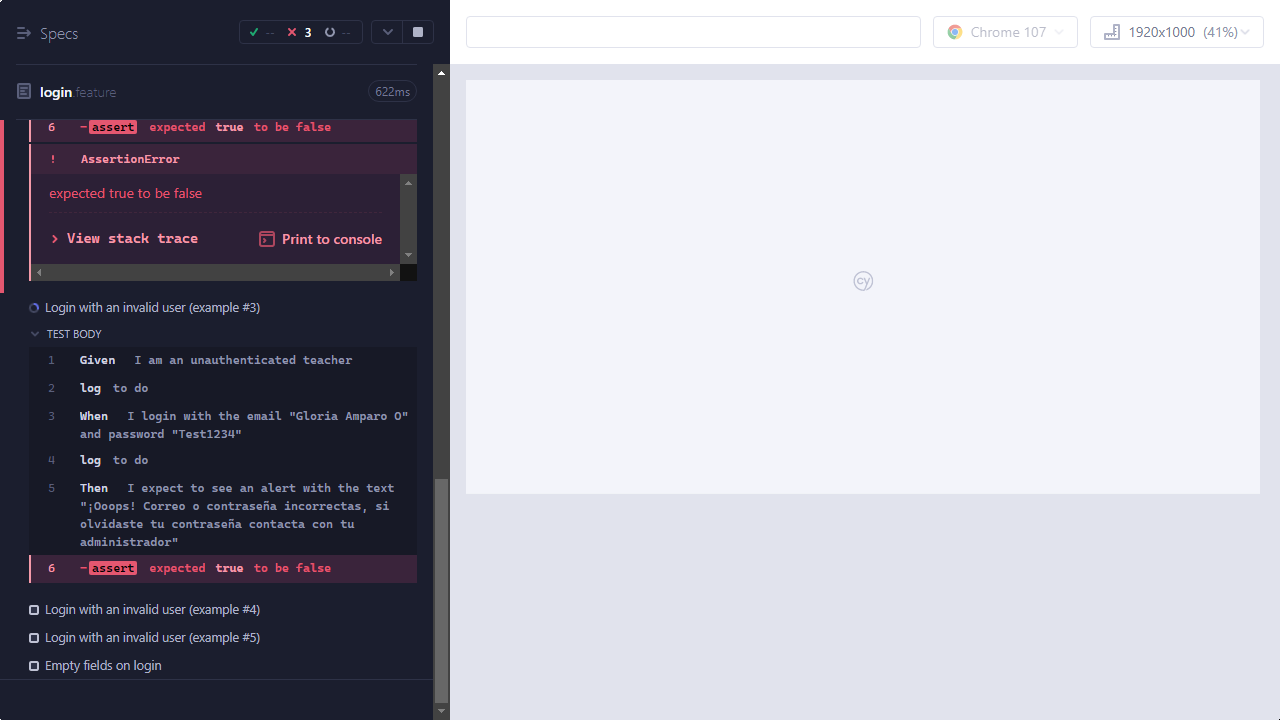 Specs
-- 3 --
Chrome 107
1920x1000 (41%)
login.feature
622ms
6 -assert expected true to be false
! AssertionError
expected true to be false
> View stack trace
Print to console
Login with an invalid user (example #3)
TEST BODY
1 Given I am an unauthenticated teacher
2 log to do
3 When I login with the email "Gloria Amparo O"
and password "Test1234"
4 log to do
5 Then I expect to see an alert with the text
"¡Ooops! Correo o contraseña incorrectas, si
olvidaste tu contraseña contacta con tu
administrador"
6 -assert expected true to be false
Login with an invalid user (example #4)
Login with an invalid user (example #5)
Empty fields on login
cy